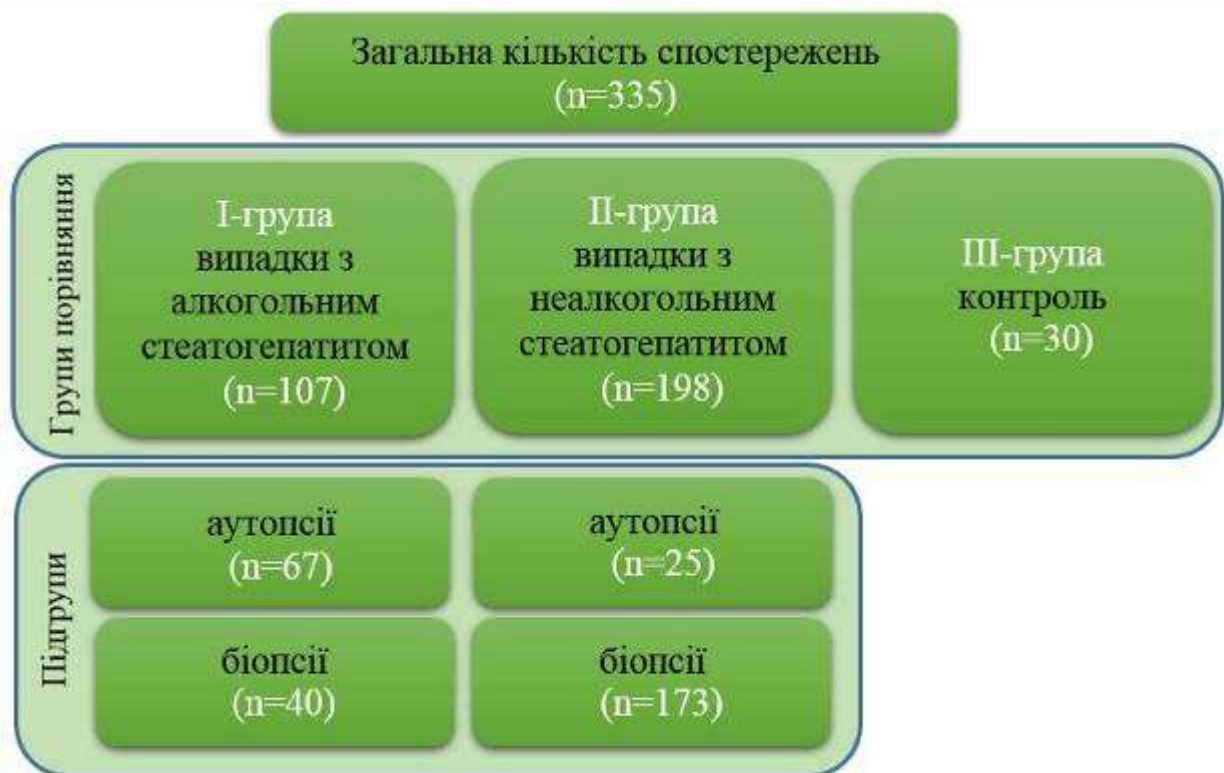 Загальна кількість спостережень
(n=335)
Групи порівняння
I-група
випадки з
алкогольним
стеатогепатитом
(n=107)
II-група
випадки з
неалкогольним
стеатогепатитом
(n=198)
III-група
контроль
(n=30)
Підгрупи
аутопсії
(n=67)
аутопсії
(n=25)
біопсії
(n=40)
біопсії
(n=173)